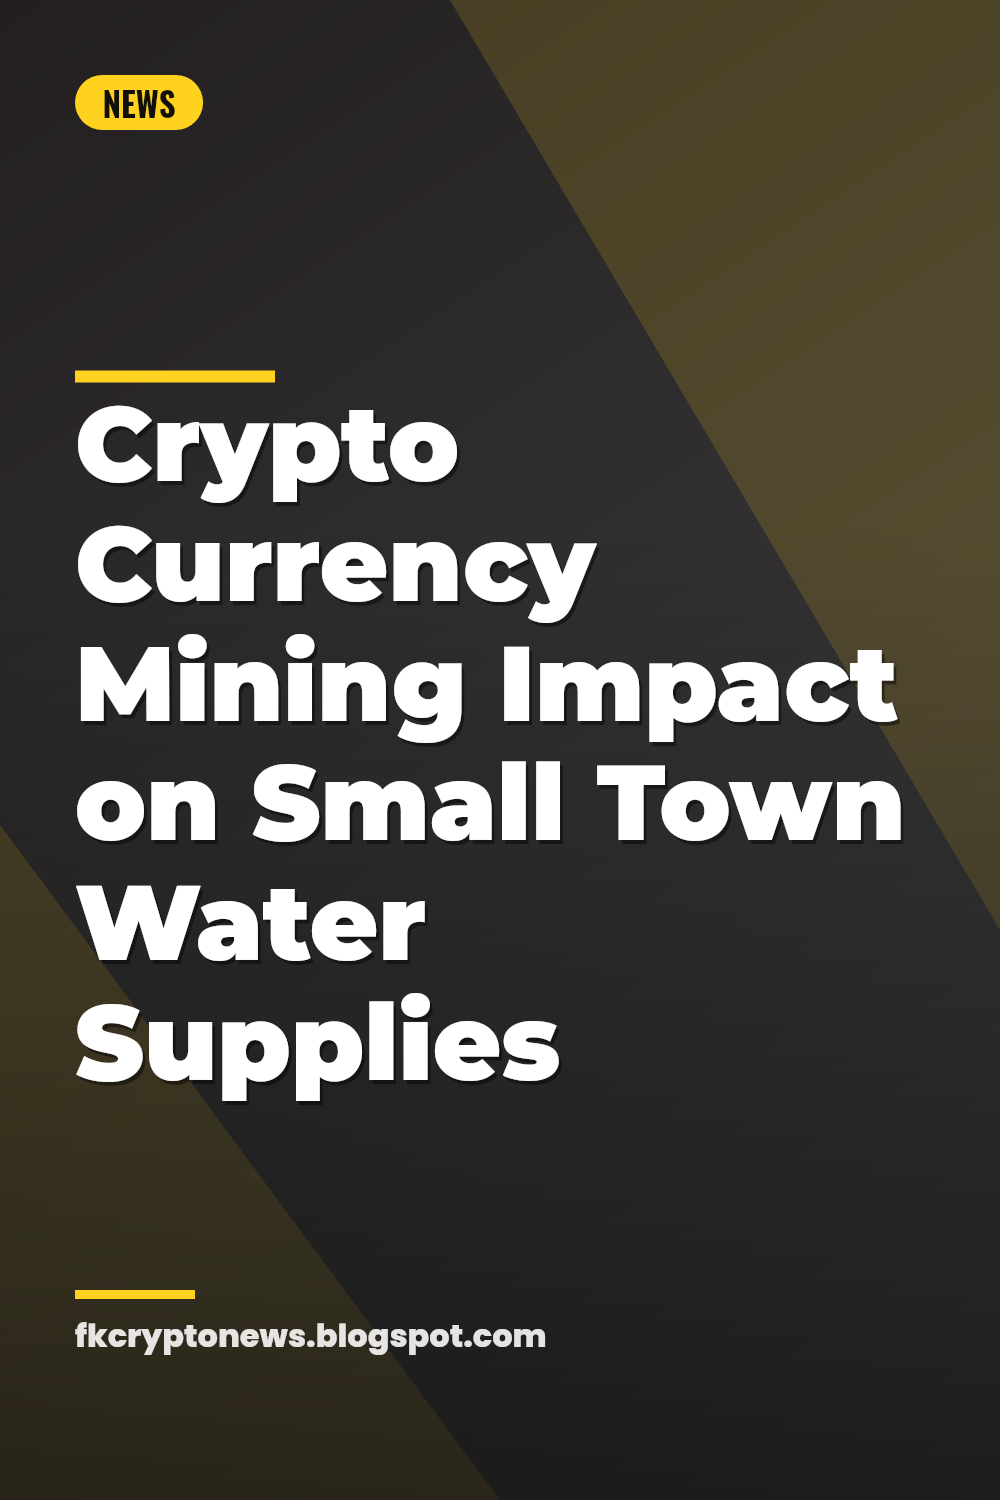 NEWS
Crypto
Currency
Mining Impact
on Small Town
Water
Supplies
fkcryptonews.blogspot.com